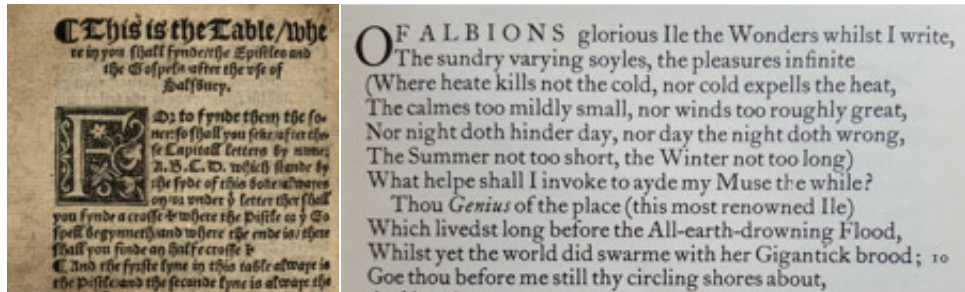 ¶ This is the Table/whe
re in you shall fynde/the Epistles and
the Gospels after the vse of
Salsbury.
FOr to fynde them the so-
ner: so shall you seke/after the-
se Capitall letters by name:
A. B. C. D. which stande by
the syde of this boke alwayes
on/or vnder ẏ letter ther shall
you fynde a crosse ✠ where the Pistle or ẏ Go
spell begynneth/and where the ende is/there
shall you finde an halfe crosse
¶ And the fyrste lyne in this table alwaye is
the Pistle/and the seconde lyne is alwaye the
OF ALBIONS glorious Ile the Wonders whilst I write,
The sundry varying soyles, the pleasures infinite
(Where heate kills not the cold, nor cold expells the heat,
The calmes too mildly small, nor winds too roughly great,
Nor night doth hinder day, nor day the night doth wrong,
The Summer not too short, the Winter not too long)
What helpe shall I invoke to ayde my Muse the while?
Thou Genius of the place (this most renowned Ile)
Which livedst long before the All-earth-drowning Flood,
Whilst yet the world did swarme with her Gigantick brood; 10
Goe thou before me still thy circling shores about,